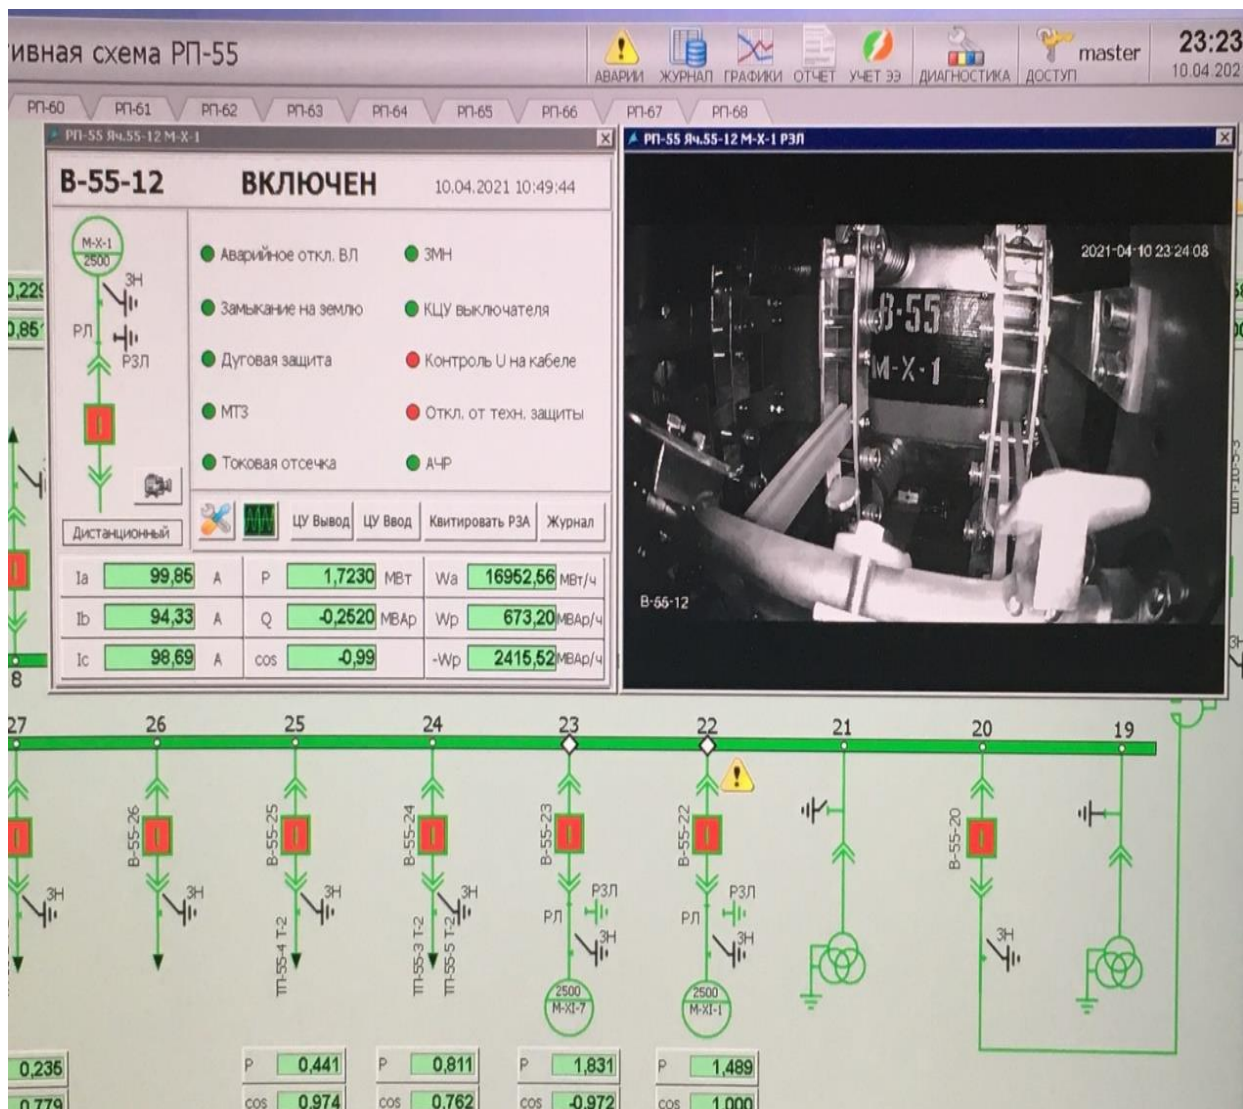 ивная схема РП-55
АВАРИИ ЖУРНАЛ ГРАФИКИ ОТЧЕТ УЧЕТ ЭЭ ДИАГНОСТИКА ДОСТУП master 23:23
10.04.202
РП-60 РП-61 РП-62 РП-63 РП-64 РП-65 РП-66 РП-67 РП-68
РП-55 Яч.55-12 М-Х-1
В-55-12 ВКЛЮЧЕН 10.04.2021 10:49:44
М-Х-1
2500
ЗН
РЛ
РЗЛ
Аварийное откл. ВЛ ЗМН
Замыкание на землю КЦУ выключателя
Дуговая защита Контроль U на кабеле
МТЗ Откл. от техн. защиты
Токовая отсечка АЧР
Дистанционный
ЦУ Вывод ЦУ Ввод Квитировать РЗА Журнал
Ia 99,85 А P 1,7230 МВт Wa 16952,56 МВт/ч
Ib 94,33 А Q -0,2520 МВАр Wp 673,20 МВАр/ч
Ic 98,69 А cos -0,99 -Wp 2415,52 МВАр/ч
РП-55 Яч.55-12 М-Х-1 РЗЛ
2021-04-10 23:24:08
В-55 12
М-Х-1
В-55-12
0,229
0,851
8
27 26 25 24 23 22 21 20 19
В-55-26 В-55-25 В-55-24 В-55-23 В-55-22 В-55-20
ЗН ЗН ЗН ЗН
РЗЛ РЗЛ
РЛ РЛ
ЗН ЗН ЗН
ТП-55-4 Т-2
ТП-55-3 Т-2
ТП-55-5 Т-2
2500 2500
М-XI-7 М-XI-1
0,235 P 0,441 P 0,811 P 1,831 P 1,489
0,779 cos 0,974 cos 0,762 cos -0,972 cos 1,000